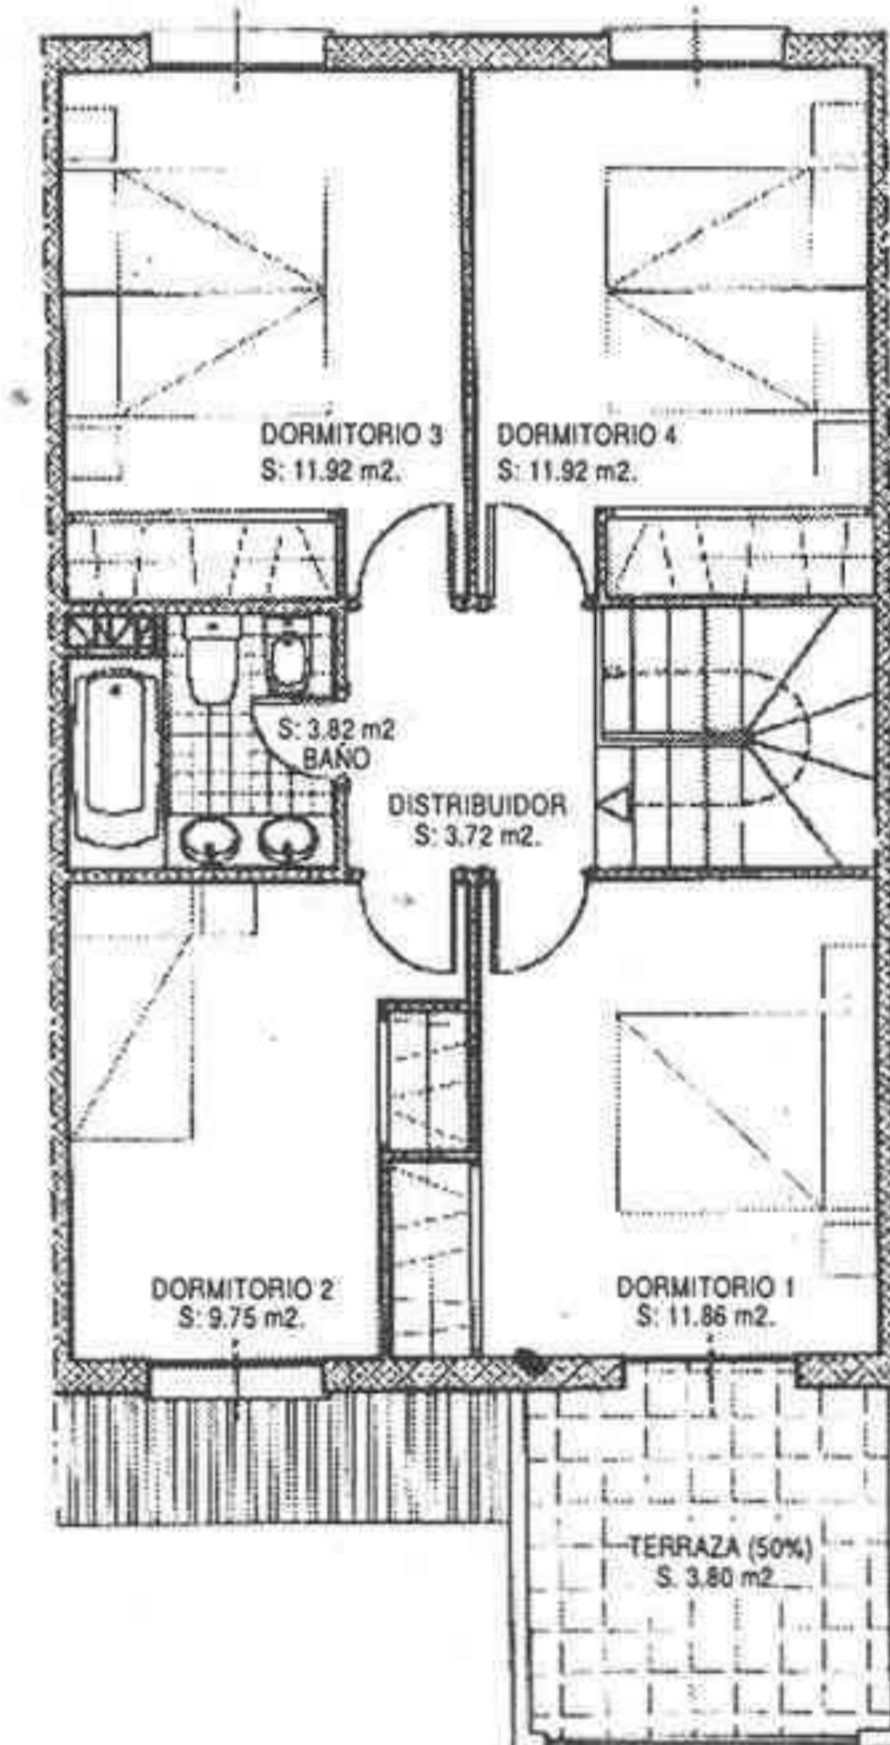 DORMITORIO 3
S: 11.92 m2.
DORMITORIO 4
S: 11.92 m2.
S: 3.82 m2
BAÑO
DISTRIBUIDOR
S: 3.72 m2.
DORMITORIO 2
S: 9.75 m2.
DORMITORIO 1
S: 11.86 m2.
TERRAZA (50%)
S. 3.80 m2